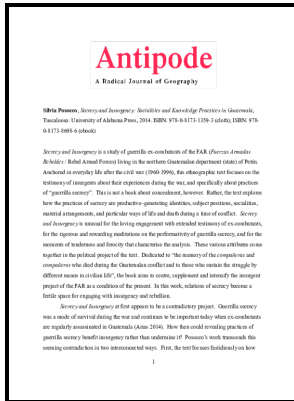 Antipode
A Radical Journal of Geography
Silvia Posocco, Secrecy and Insurgency: Socialities and Knowledge Practices in Guatemala,
Tuscaloosa: University of Alabama Press, 2014. ISBN: 978-0-8173-1359-3 (cloth); ISBN: 978-
0-8173-8698-6 (ebook)
Secrecy and Insurgency is a study of guerrilla ex-combatants of the FAR (Fuerzas Armadas
Rebeldes / Rebel Armed Forces) living in the northern Guatemalan department (state) of Petén.
Anchored in everyday life after the civil war (1960-1996), this ethnographic text focuses on the
testimony of insurgents about their experiences during the war, and specifically about practices
of “guerrilla secrecy”. This is not a book about concealment, however. Rather, the text explores
how the practices of secrecy are productive–generating identities, subject positions, socialities,
material arrangements, and particular ways of life and death during a time of conflict. Secrecy
and Insurgency is unusual for the loving engagement with extended testimony of ex-combatants,
for the rigorous and rewarding meditations on the performativity of guerrilla secrecy, and for the
moments of tenderness and ferocity that characterise the analysis. These various attributes come
together in the political project of the text. Dedicated to “the memory of the compañeras and
compañeros who died during the Guatemalan conflict and to those who sustain the struggle by
different means in civilian life”, the book aims to centre, supplement and intensify the insurgent
project of the FAR as a condition of the present. In this work, relations of secrecy become a
fertile space for engaging with insurgency and rebellion.
Secrecy and Insurgency at first appears to be a contradictory project. Guerrilla secrecy
was a mode of survival during the war and continues to be important today when ex-combatants
are regularly assassinated in Guatemala (Arias 2014). How then could revealing practices of
guerrilla secrecy benefit insurgency rather than undermine it? Posocco’s work transcends this
seeming contradiction in two interconnected ways. First, the text focuses fastidiously on how
1